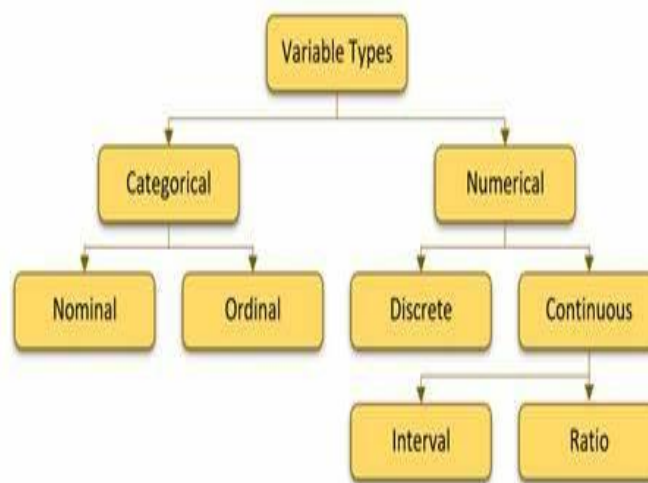 Variable Types
Categorical
Numerical
Nominal
Ordinal
Discrete
Continuous
Interval
Ratio